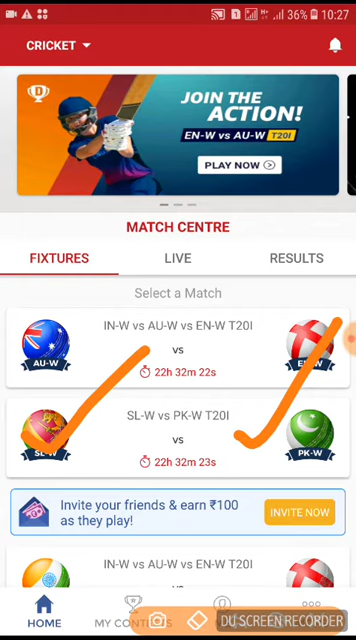 36% 10:27
CRICKET
JOIN THE
ACTION!
EN-W vs AU-W T20I
PLAY NOW
MATCH CENTRE
FIXTURES LIVE RESULTS
Select a Match
IN-W vs AU-W vs EN-W T20I
vs
AU-W
22h 32m 22s
SL-W vs PK-W T20I
vs
SL-W PK-W
22h 32m 23s
Invite your friends & earn ₹100
as they play!
INVITE NOW
IN-W vs AU-W vs EN-W T20I
vs
HOME MY
DU SCREEN RECORDER